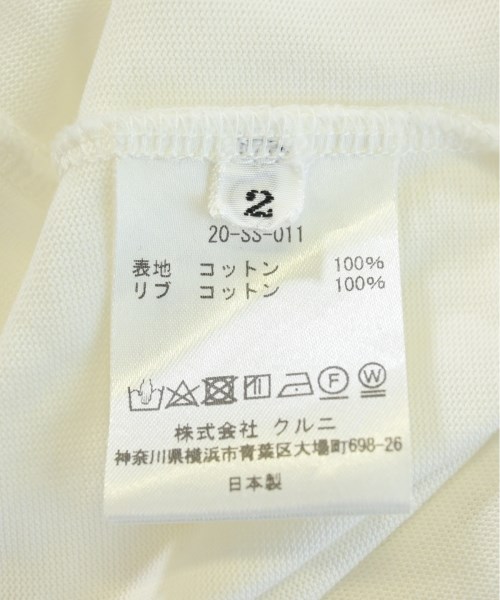 2
20-SS-011
表地 コットン 100%
リブ コットン 100%
F W
株式会社 クルニ
神奈川県横浜市青葉区大場町698-26
日本製